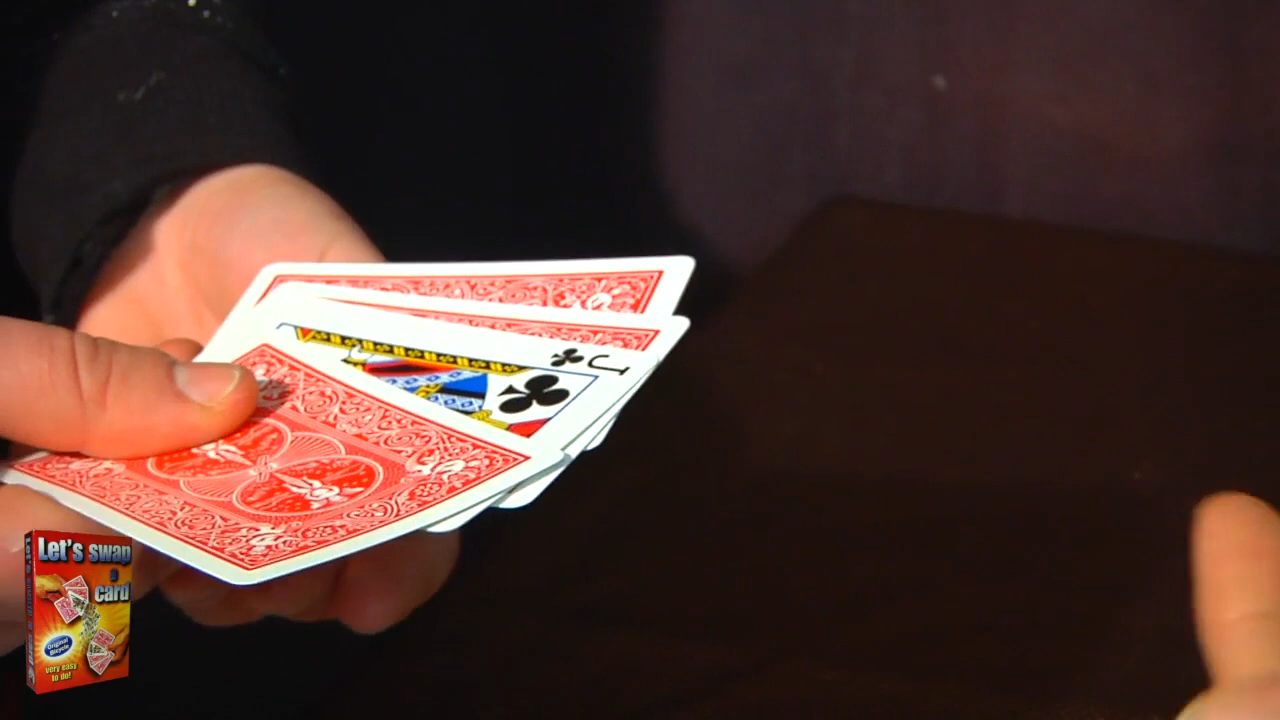 J
Let's swap
a
card
Original
Bicycle
very easy
to do!